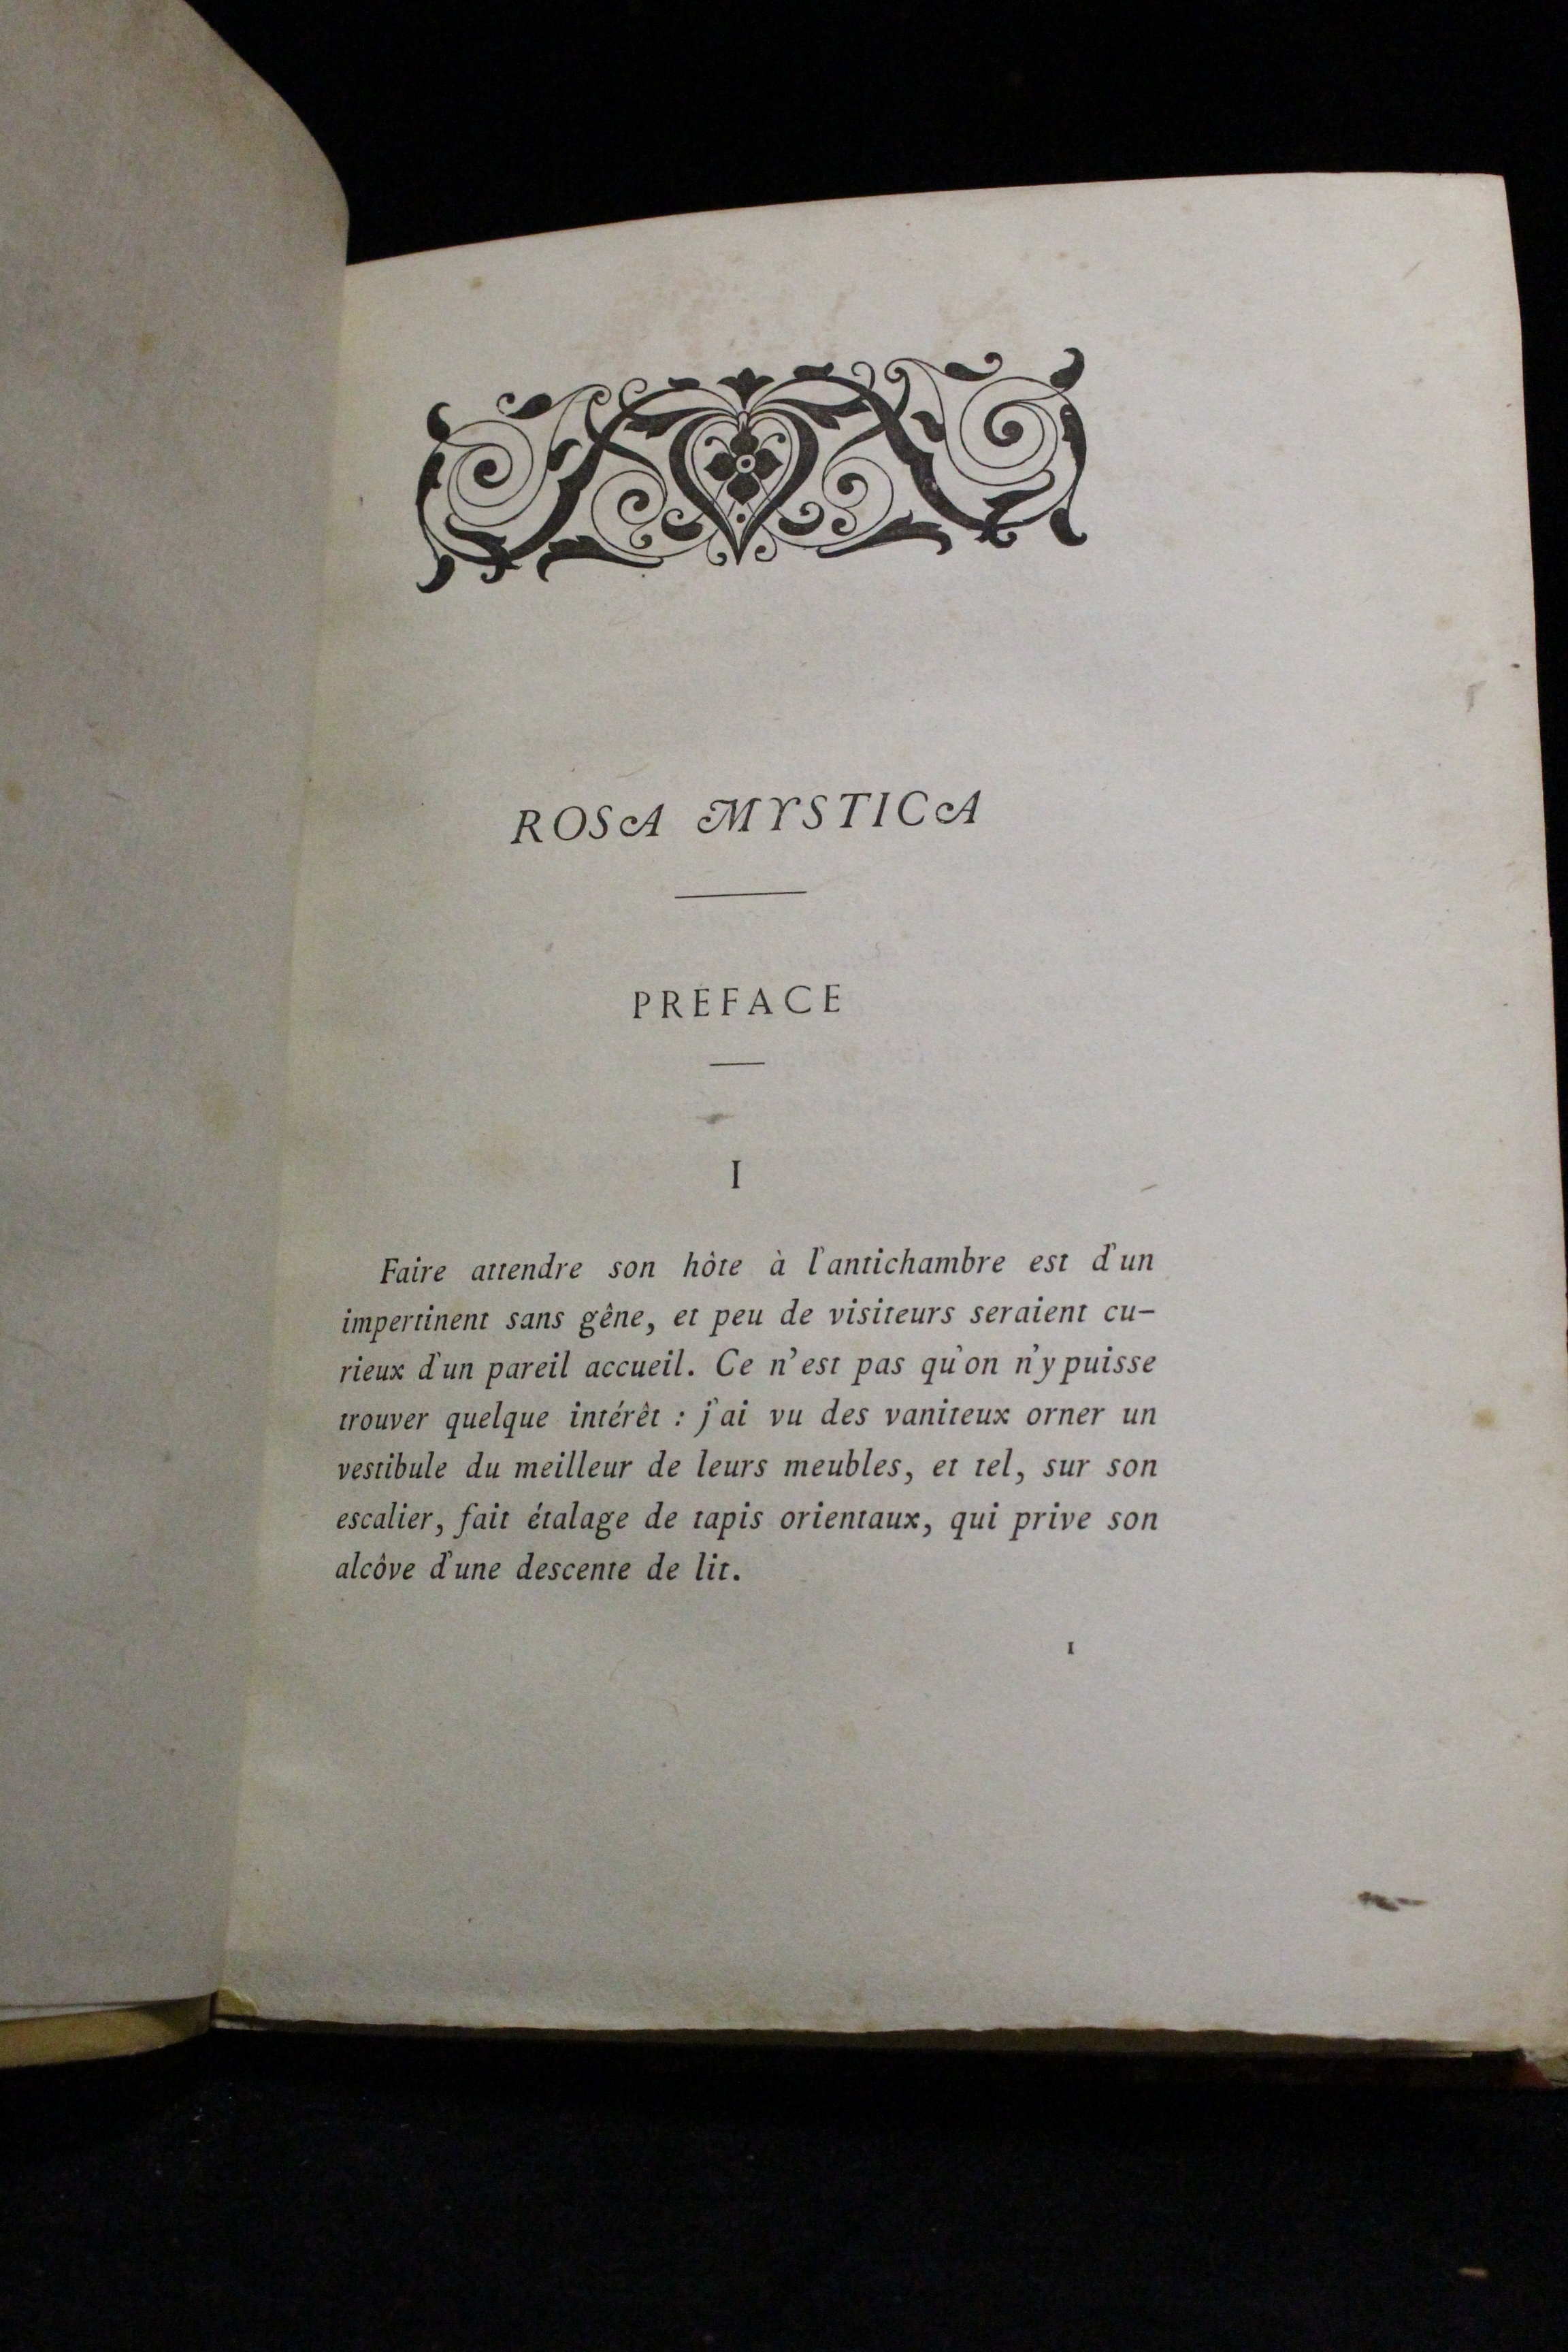 ROSA MYSTICA
PRÉFACE
I
Faire attendre son hôte à l'antichambre est d'un
impertinent sans gêne, et peu de visiteurs seraient cu-
rieux d'un pareil accueil. Ce n'est pas qu'on n'y puisse
trouver quelque intérêt : j'ai vu des vaniteux orner un
vestibule du meilleur de leurs meubles, et tel, sur son
escalier, fait étalage de tapis orientaux, qui prive son
alcôve d'une descente de lit.
1